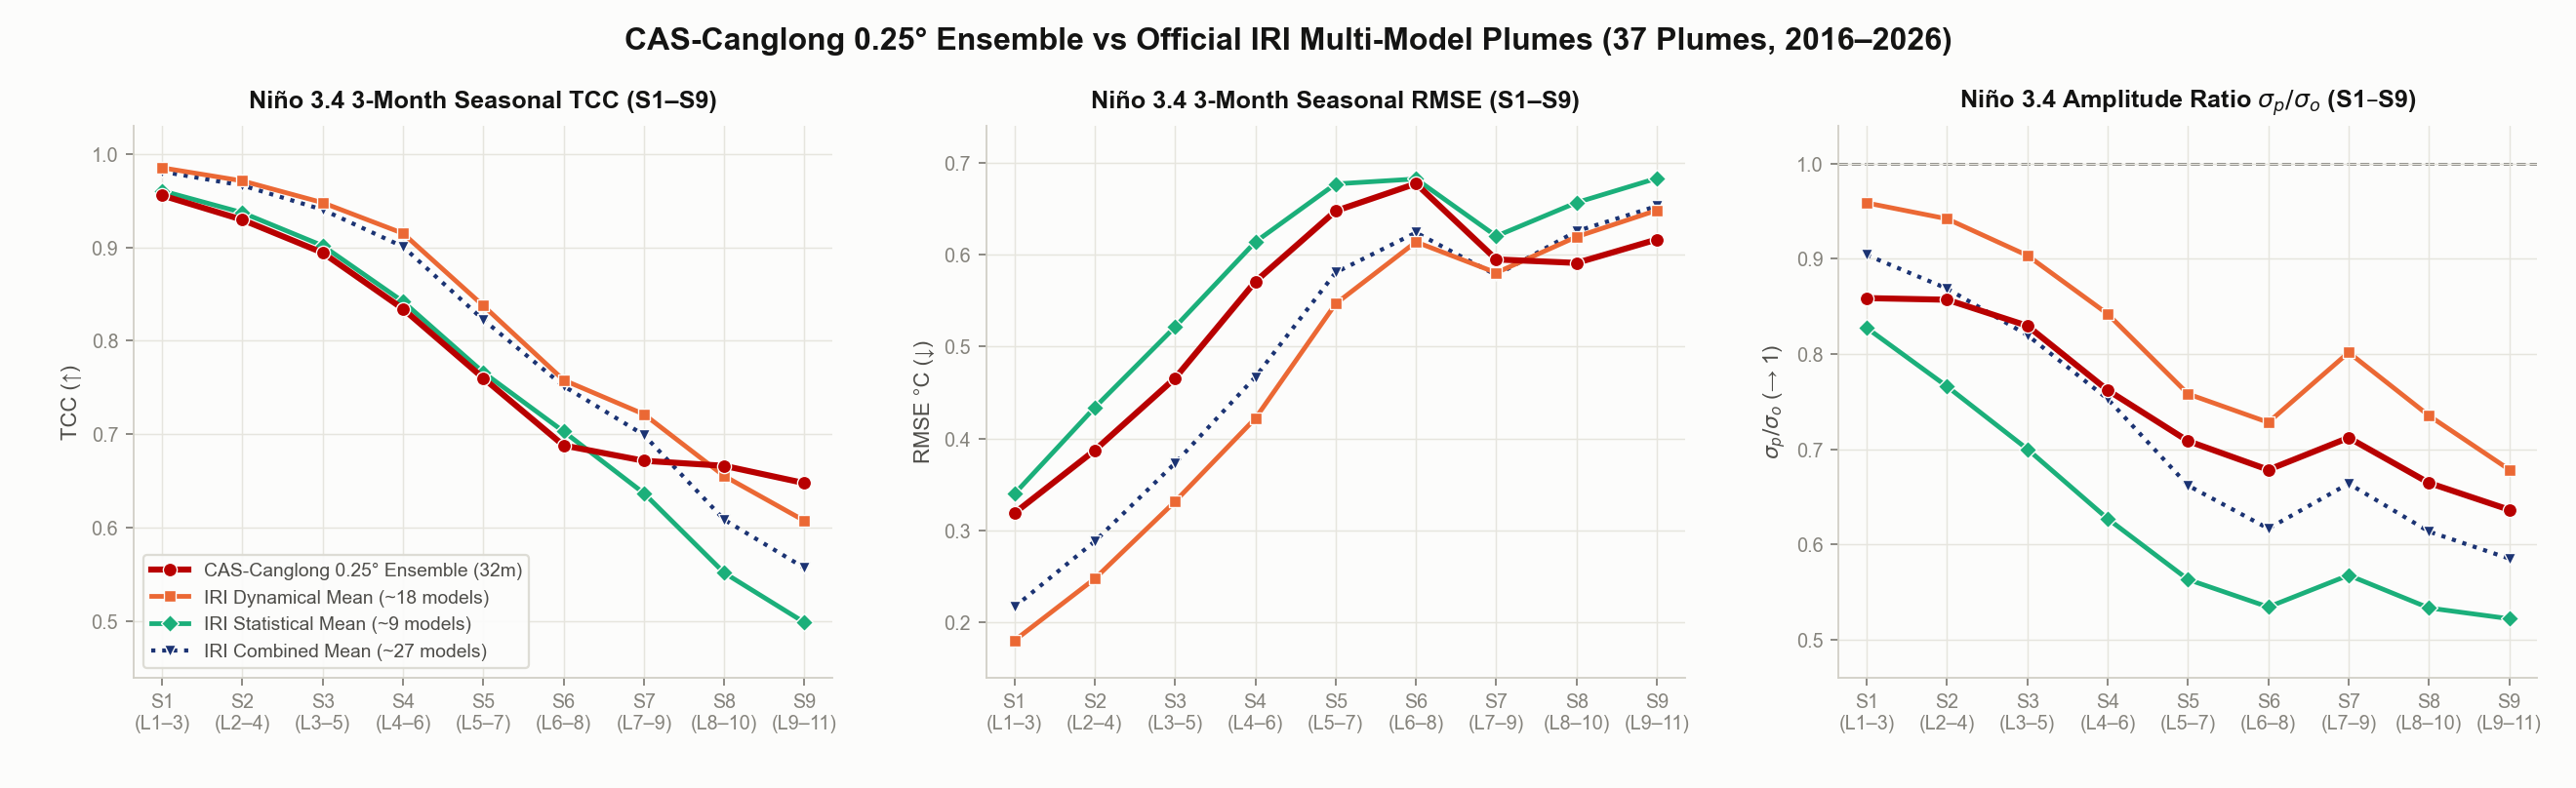 CAS-Canglong 0.25° Ensemble vs Official IRI Multi-Model Plumes (37 Plumes, 2016–2026)
Niño 3.4 3-Month Seasonal TCC (S1–S9)
TCC (↑)
1.0
0.9
0.8
0.7
0.6
0.5
CAS-Canglong 0.25° Ensemble (32m)
IRI Dynamical Mean (~18 models)
IRI Statistical Mean (~9 models)
IRI Combined Mean (~27 models)
S1 S2 S3 S4 S5 S6 S7 S8 S9
(L1–3) (L2–4) (L3–5) (L4–6) (L5–7) (L6–8) (L7–9) (L8–10) (L9–11)
Niño 3.4 3-Month Seasonal RMSE (S1–S9)
RMSE °C (↓)
0.7
0.6
0.5
0.4
0.3
0.2
S1 S2 S3 S4 S5 S6 S7 S8 S9
(L1–3) (L2–4) (L3–5) (L4–6) (L5–7) (L6–8) (L7–9) (L8–10) (L9–11)
Niño 3.4 Amplitude Ratio σp/σo (S1–S9)
σp/σo (→ 1)
1.0
0.9
0.8
0.7
0.6
0.5
S1 S2 S3 S4 S5 S6 S7 S8 S9
(L1–3) (L2–4) (L3–5) (L4–6) (L5–7) (L6–8) (L7–9) (L8–10) (L9–11)